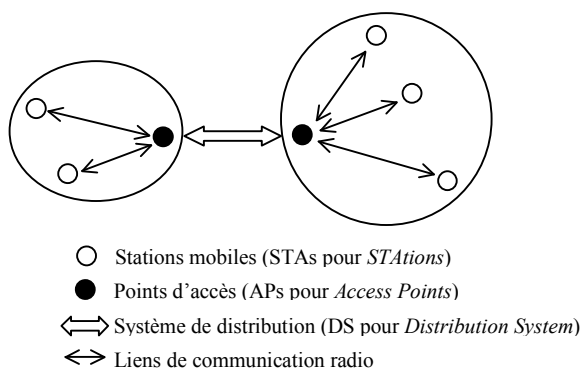 Stations mobiles (STAs pour STAtions)
Points d'accès (APs pour Access Points)
Système de distribution (DS pour Distribution System)
Liens de communication radio